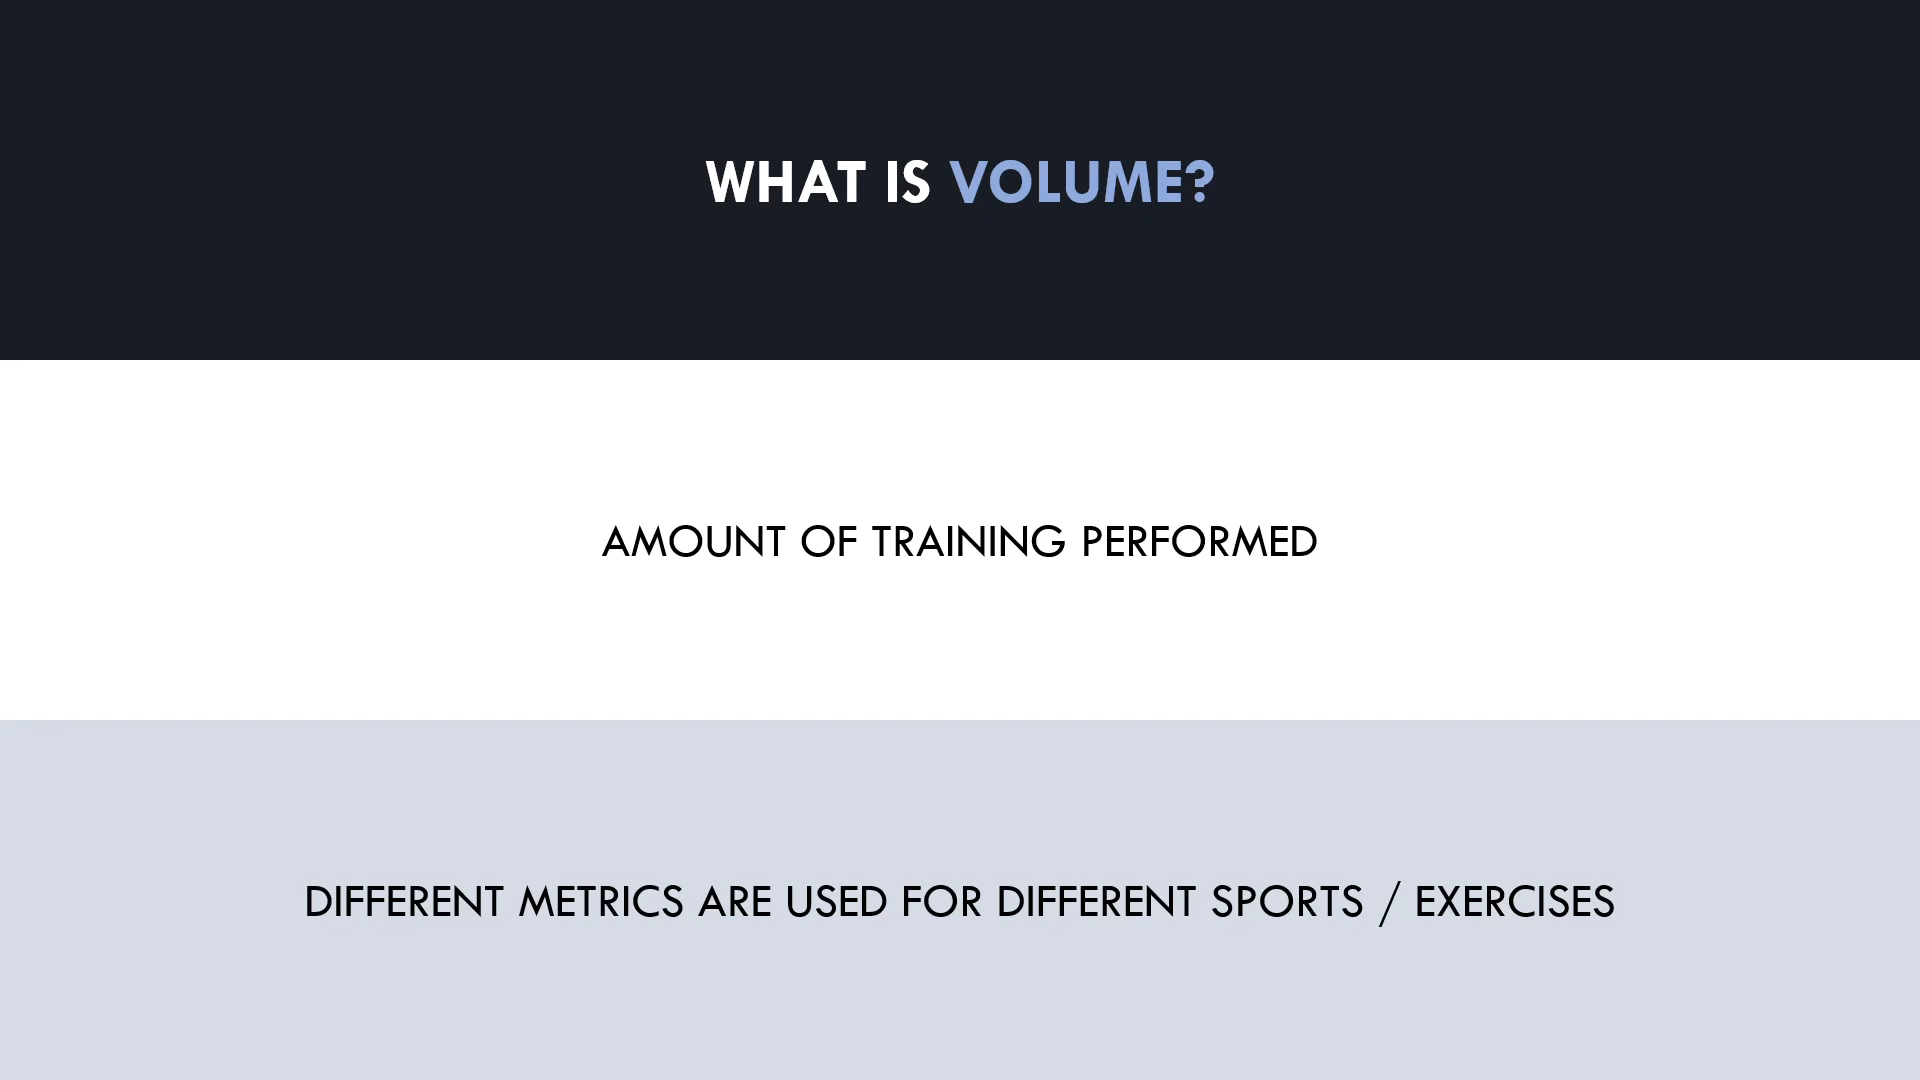 WHAT IS VOLUME?
AMOUNT OF TRAINING PERFORMED
DIFFERENT METRICS ARE USED FOR DIFFERENT SPORTS / EXERCISES